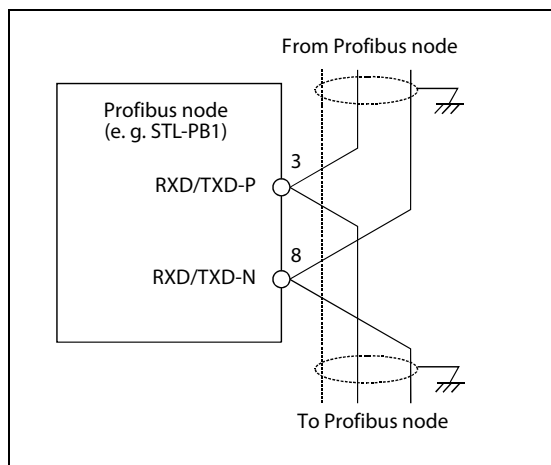 From Profibus node
Profibus node
(e. g. STL-PB1)
3
RXD/TXD-P
8
RXD/TXD-N
To Profibus node